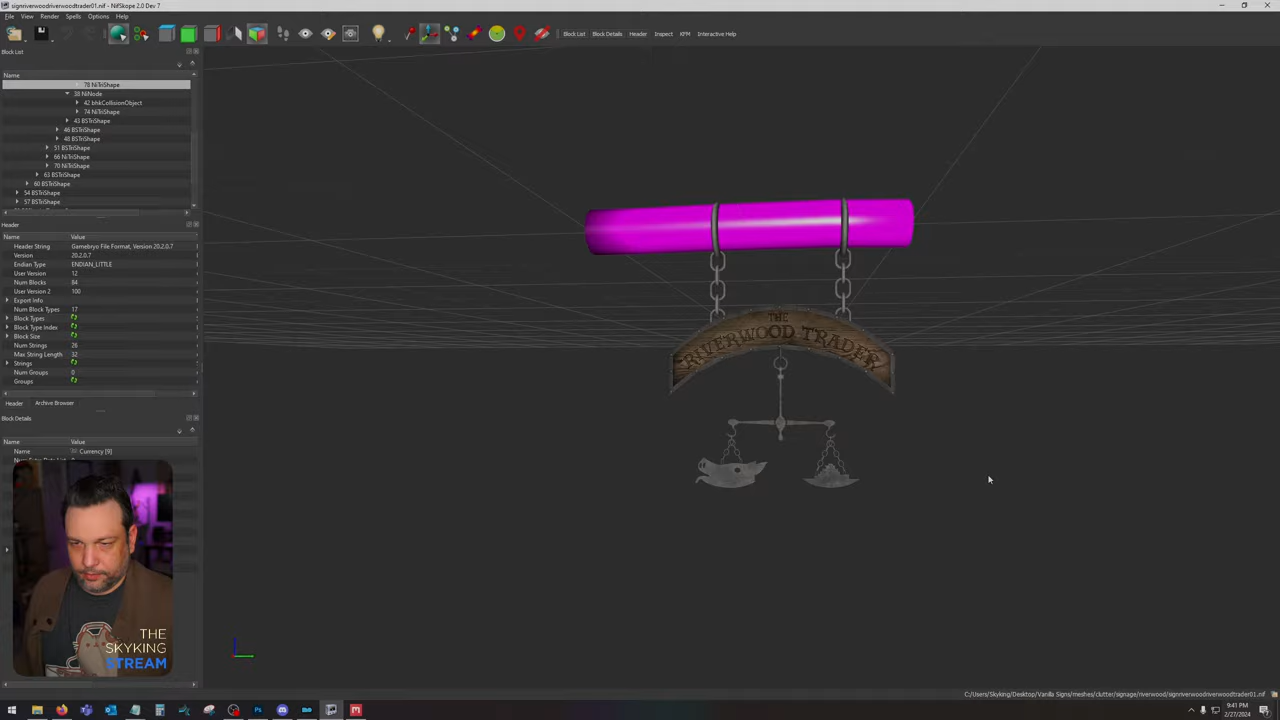 signriverwoodriverwoodtrader01.nif - NifSkope 2.0 Dev 7
File View Render Spells Options Help
Block List Block Details Header Inspect KFM Interactive Help
Block List
Name
78 NiTriShape
38 NiNode
42 bhkCollisionObject
74 NiTriShape
43 BSTriShape
46 BSTriShape
48 BSTriShape
51 BSTriShape
66 NiTriShape
70 NiTriShape
63 BSTriShape
60 BSTriShape
54 BSTriShape
57 BSTriShape
Header
Name Value
Header String Gamebryo File Format, Version 20.2.0.7
Version 20.2.0.7
Endian Type ENDIAN_LITTLE
User Version 12
Num Blocks 84
User Version 2 100
Export Info
Num Block Types 17
Block Types
Block Type Index
Block Size
Num Strings 26
Max String Length 32
Strings
Num Groups 0
Groups
Header Archive Browser
Block Details
Name Value
Name Currency [9]
THE
RIVERWOOD TRADER
THE
SKYKING
STREAM
C:/Users/Skyking/Desktop/Vanilla Signs/meshes/clutter/signage/riverwood/signriverwoodriverwoodtrader01.nif
9:41 PM
2/27/2024